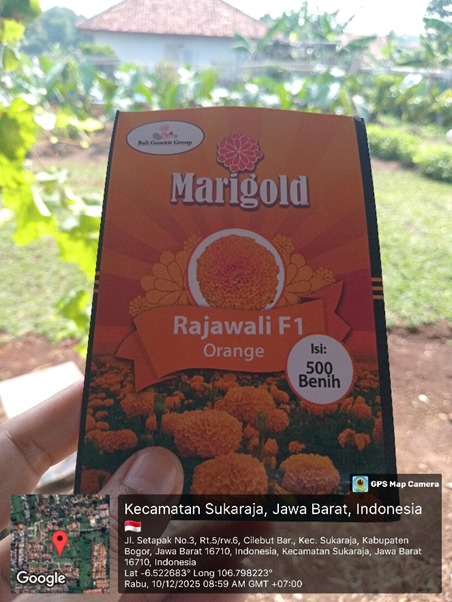 Bali Gemitir Group
Marigold
Rajawali F1
Orange
Isi:
500
Benih
GPS Map Camera
Kecamatan Sukaraja, Jawa Barat, Indonesia
Jl. Setapak No.3, Rt.5/rw.6, Cilebut Bar., Kec. Sukaraja, Kabupaten
Bogor, Jawa Barat 16710, Indonesia, Kecamatan Sukaraja, Jawa Barat
16710, Indonesia
Lat -6.522683° Long 106.798223°
Rabu, 10/12/2025 08:59 AM GMT +07:00
Google